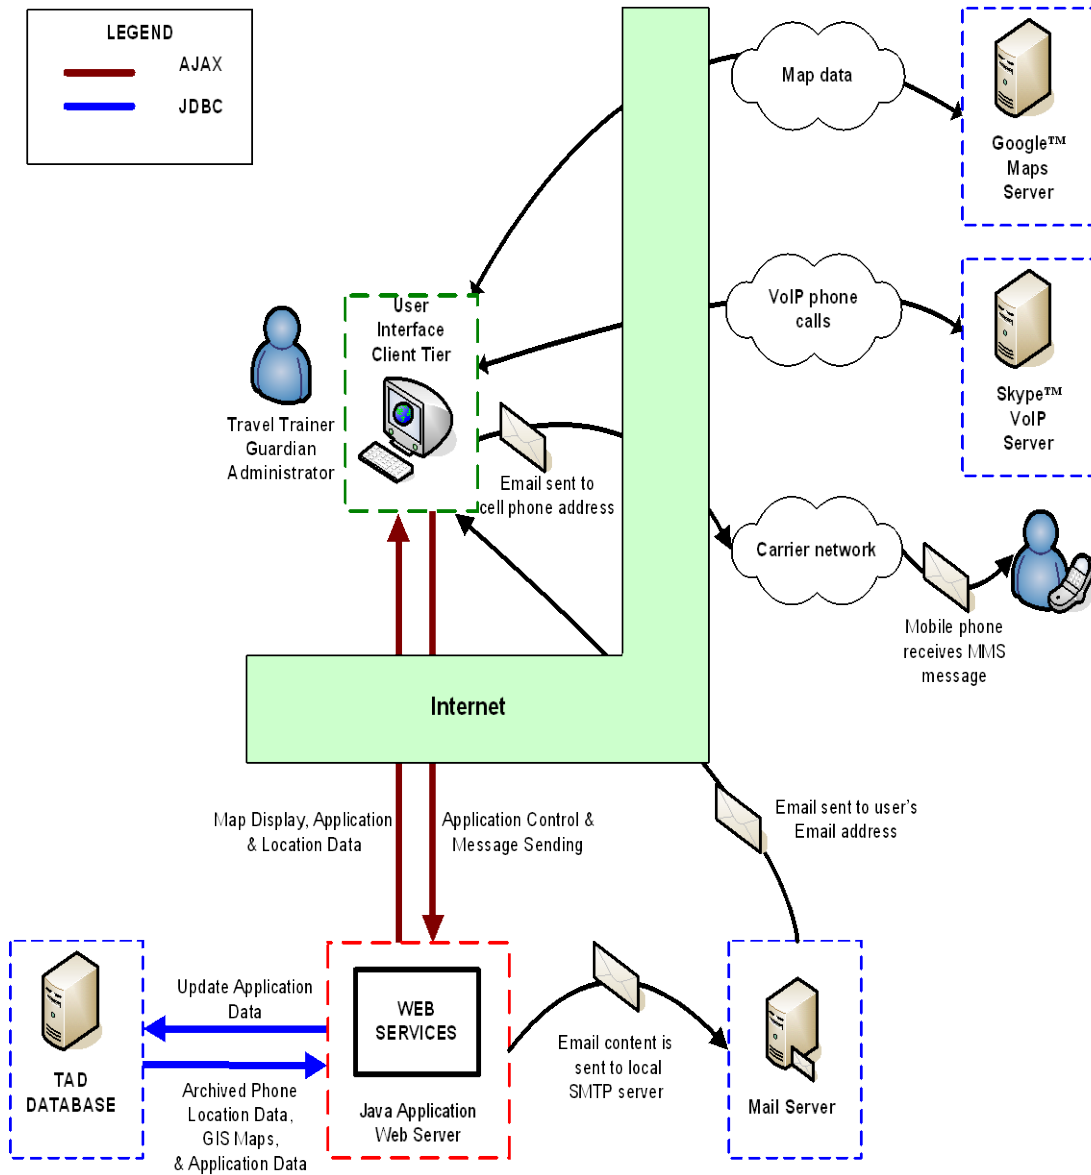 LEGEND
AJAX
JDBC
Map data
Google™
Maps
Server
User
Interface
Client Tier
VoIP phone
calls
Skype™
VoIP
Server
Travel Trainer
Guardian
Administrator
Email sent to
cell phone address
Carrier network
Mobile phone
receives MMS
message
Internet
Map Display, Application
& Location Data
Application Control &
Message Sending
Email sent to user's
Email address
TAD
DATABASE
Update Application
Data
Archived Phone
Location Data,
GIS Maps,
& Application Data
WEB
SERVICES
Java Application
Web Server
Email content is
sent to local
SMTP server
Mail Server